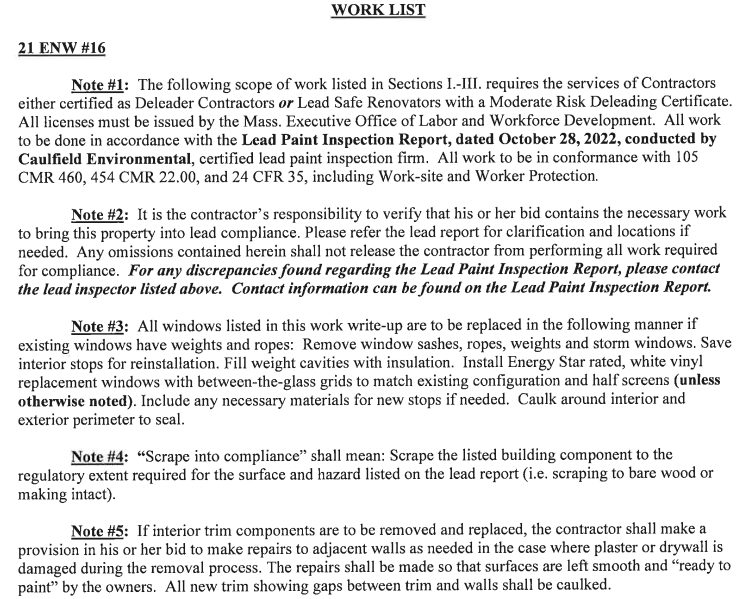 WORK LIST
21 ENW #16
Note #1: The following scope of work listed in Sections I.-III. requires the services of Contractors
either certified as Deleader Contractors or Lead Safe Renovators with a Moderate Risk Deleading Certificate.
All licenses must be issued by the Mass. Executive Office of Labor and Workforce Development. All work
to be done in accordance with the Lead Paint Inspection Report, dated October 28, 2022, conducted by
Caulfield Environmental, certified lead paint inspection firm. All work to be in conformance with 105
CMR 460, 454 CMR 22.00, and 24 CFR 35, including Work-site and Worker Protection.
Note #2: It is the contractor's responsibility to verify that his or her bid contains the necessary work
to bring this property into lead compliance. Please refer the lead report for clarification and locations if
needed. Any omissions contained herein shall not release the contractor from performing all work required
for compliance. For any discrepancies found regarding the Lead Paint Inspection Report, please contact
the lead inspector listed above. Contact information can be found on the Lead Paint Inspection Report.
Note #3: All windows listed in this work write-up are to be replaced in the following manner if
existing windows have weights and ropes: Remove window sashes, ropes, weights and storm windows. Save
interior stops for reinstallation. Fill weight cavities with insulation. Install Energy Star rated, white vinyl
replacement windows with between-the-glass grids to match existing configuration and half screens (unless
otherwise noted). Include any necessary materials for new stops if needed. Caulk around interior and
exterior perimeter to seal.
Note #4: “Scrape into compliance” shall mean: Scrape the listed building component to the
regulatory extent required for the surface and hazard listed on the lead report (i.e. scraping to bare wood or
making intact).
Note #5: If interior trim components are to be removed and replaced, the contractor shall make a
provision in his or her bid to make repairs to adjacent walls as needed in the case where plaster or drywall is
damaged during the removal process. The repairs shall be made so that surfaces are left smooth and “ready to
paint” by the owners. All new trim showing gaps between trim and walls shall be caulked.